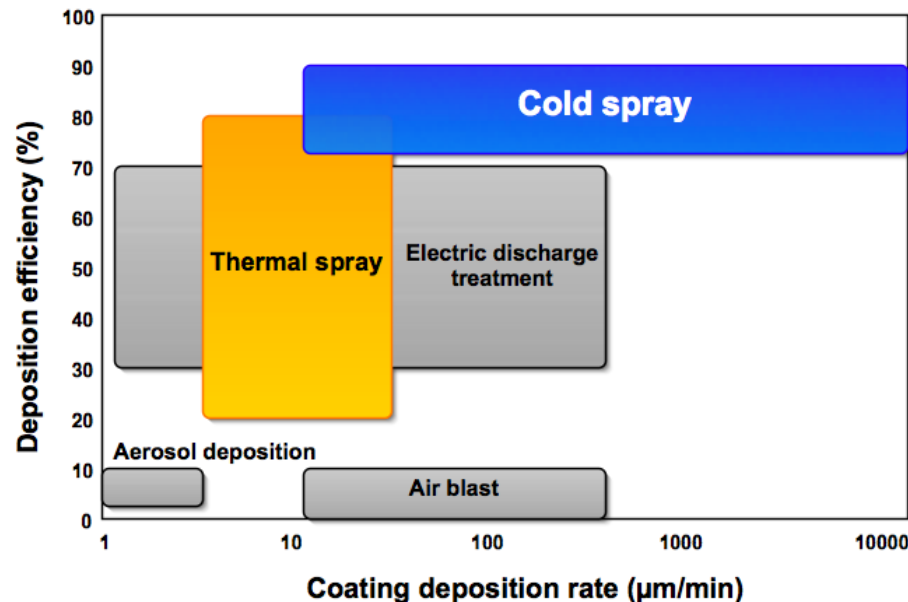 100
90
80
70
60
50
40
30
20
10
0
Deposition efficiency (%)
Cold spray
Thermal spray
Electric discharge
treatment
Aerosol deposition
Air blast
1
10
100
1000
10000
Coating deposition rate (μm/min)